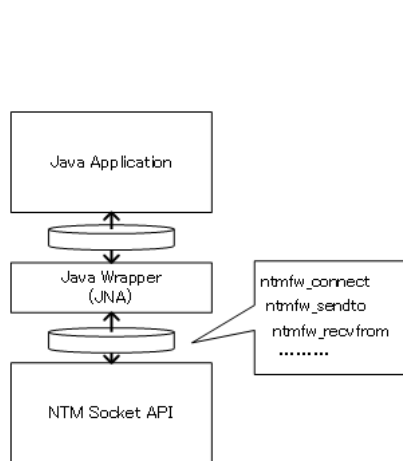 Java Application
Java Wrapper
(JNA)
ntmfw_connect
ntmfw_sendto
ntmfw_recvfrom
………
NTM Socket API